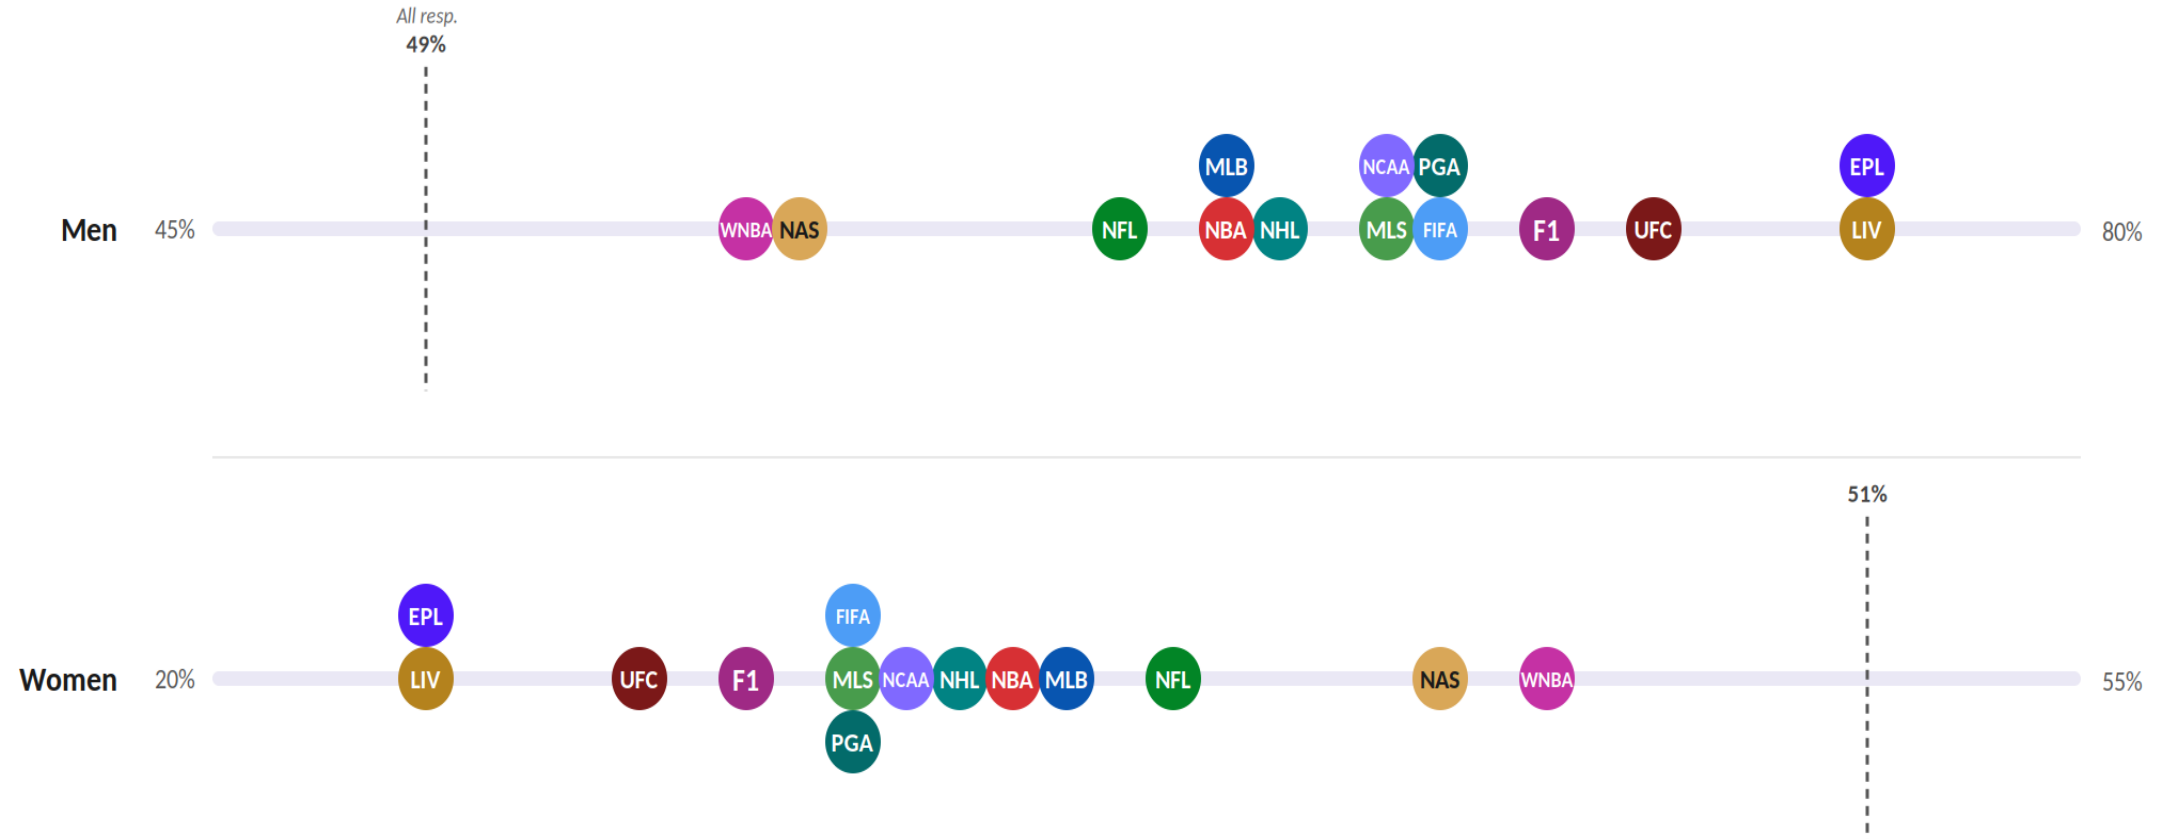 All resp.
49%
MLB NCAA PGA EPL
Men 45% WNBA NAS NFL NBA NHL MLS FIFA F1 UFC LIV 80%
51%
EPL FIFA
Women 20% LIV UFC F1 MLS NCAA NHL NBA MLB NFL NAS WNBA 55%
PGA